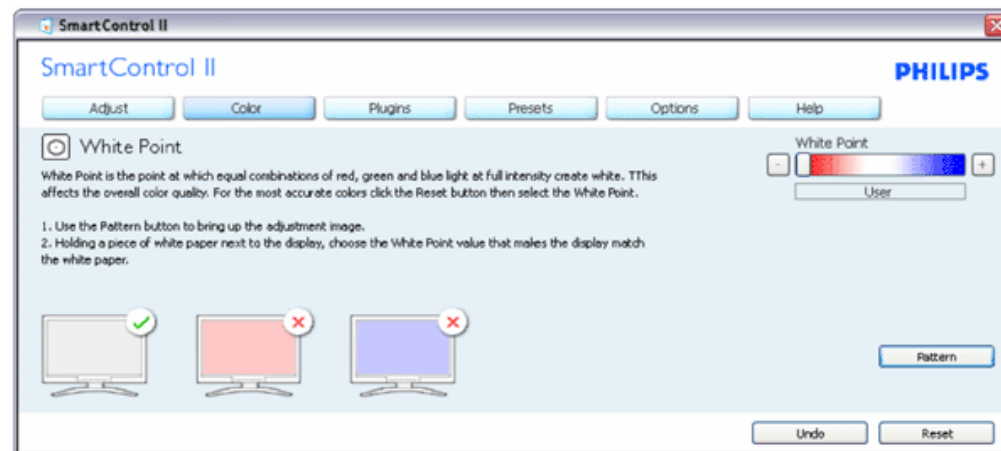 SmartControl II
SmartControl II
PHILIPS
Adjust Color Plugins Presets Options Help
White Point
White Point is the point at which equal combinations of red, green and blue light at full intensity create white. TThis
affects the overall color quality. For the most accurate colors click the Reset button then select the White Point.
1. Use the Pattern button to bring up the adjustment image.
2. Holding a piece of white paper next to the display, choose the White Point value that makes the display match
the white paper.
White Point
- +
User
Pattern
Undo Reset